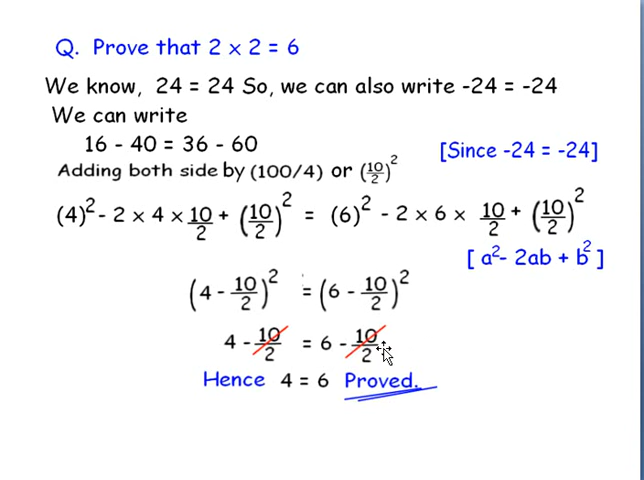 Q. Prove that 2 × 2 = 6
We know, 24 = 24 So, we can also write -24 = -24
We can write
16 - 40 = 36 - 60
[Since -24 = -24]
Adding both side by (100/4) or (10/2)²
(4)² - 2 × 4 × 10/2 + (10/2)² = (6)² - 2 × 6 × 10/2 + (10/2)²
[ a² - 2ab + b² ]
(4 - 10/2)² = (6 - 10/2)²
4 - 10/2 = 6 - 10/2
Hence 4 = 6 Proved.